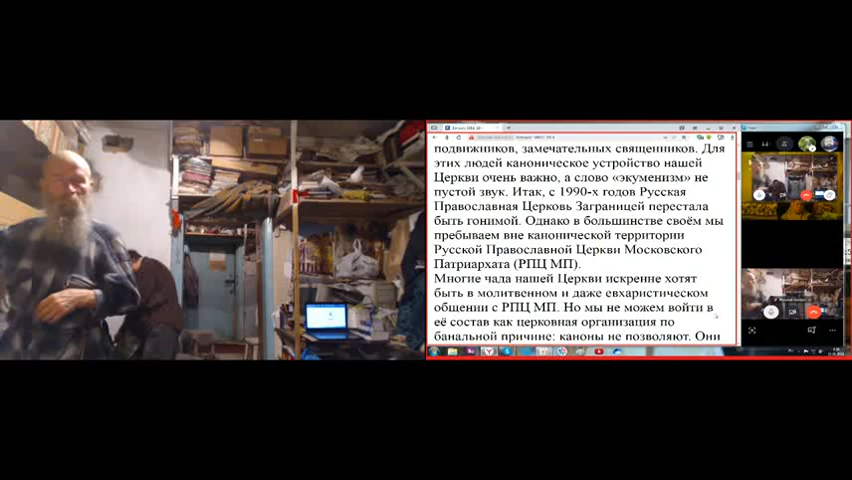 подвижников, замечательных священников. Для
этих людей каноническое устройство нашей
Церкви очень важно, а слово «экуменизм» не
пустой звук. Итак, с 1990-х годов Русская
Православная Церковь Заграницей перестала
быть гонимой. Однако в большинстве своём мы
пребываем вне канонической территории
Русской Православной Церкви Московского
Патриархата (РПЦ МП).
Многие чада нашей Церкви искренне хотят
быть в молитвенном и даже евхаристическом
общении с РПЦ МП. Но мы не можем войти в
её состав как церковная организация по
банальной причине: каноны не позволяют. Они